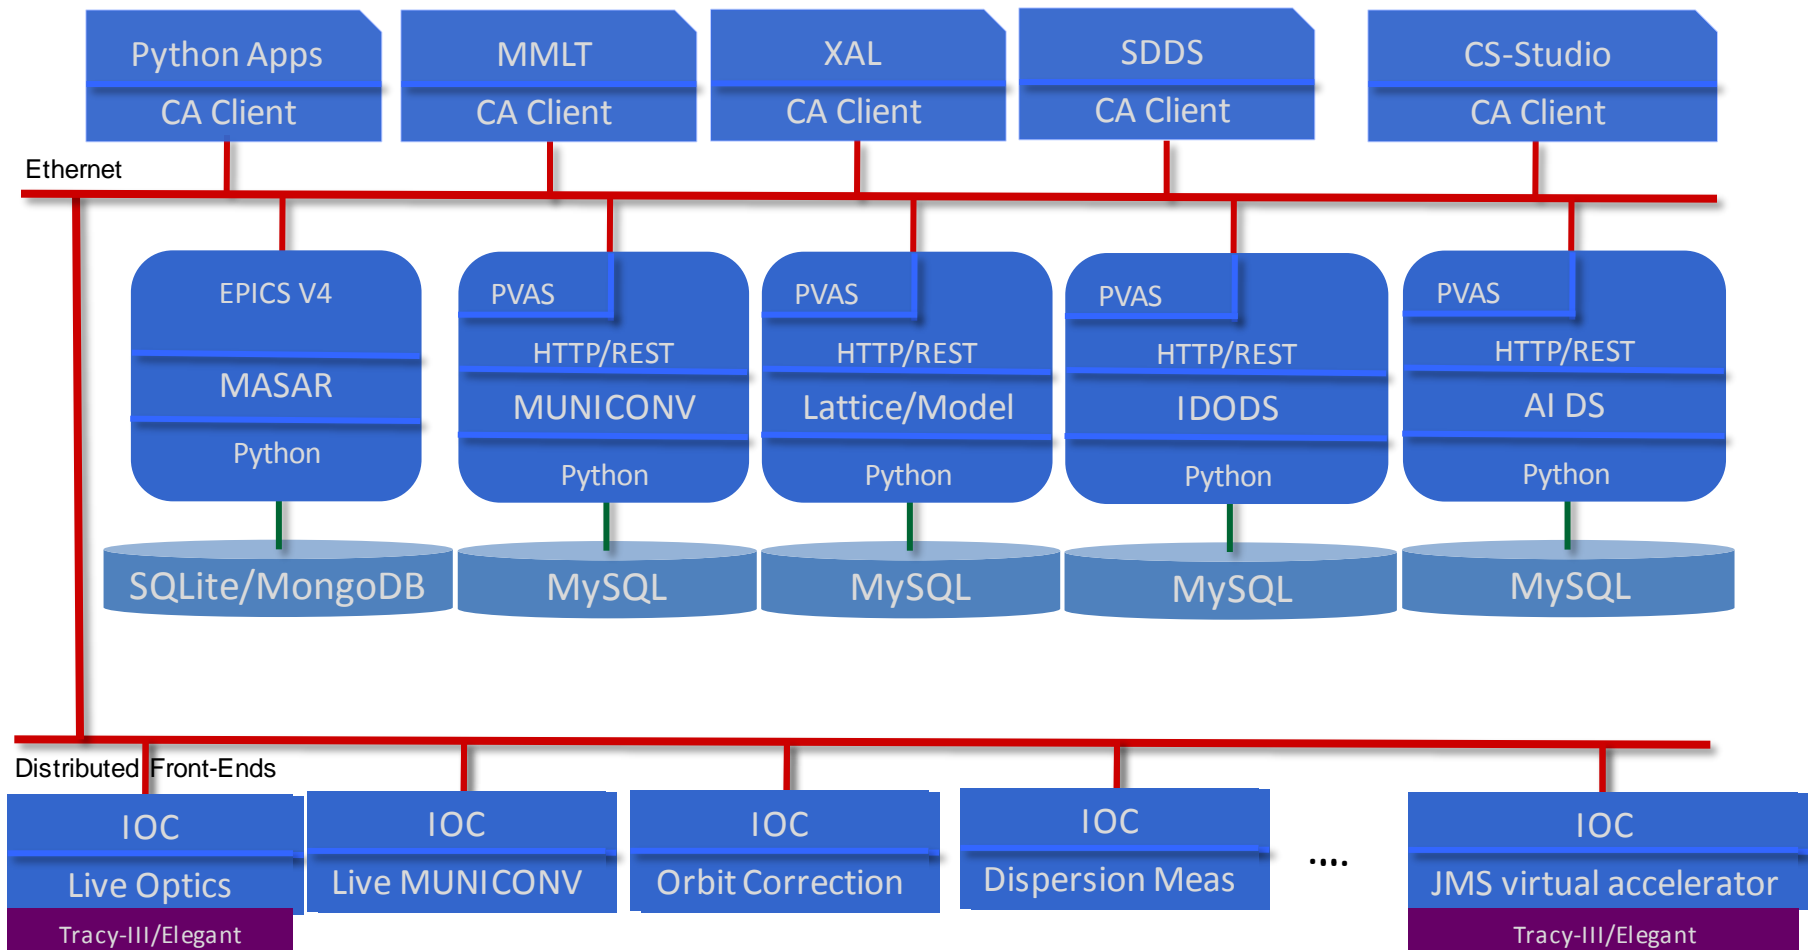 Python Apps
CA Client
MMLT
CA Client
XAL
CA Client
SDDS
CA Client
CS-Studio
CA Client
Ethernet
EPICS V4
MASAR
Python
PVAS
HTTP/REST
MUNICONV
Python
PVAS
HTTP/REST
Lattice/Model
Python
PVAS
HTTP/REST
IDODS
Python
PVAS
HTTP/REST
AI DS
Python
SQLite/MongoDB
MySQL
MySQL
MySQL
MySQL
Distributed Front-Ends
IOC
Live Optics
Tracy-III/Elegant
IOC
Live MUNICONV
IOC
Orbit Correction
IOC
Dispersion Meas
....
IOC
JMS virtual accelerator
Tracy-III/Elegant